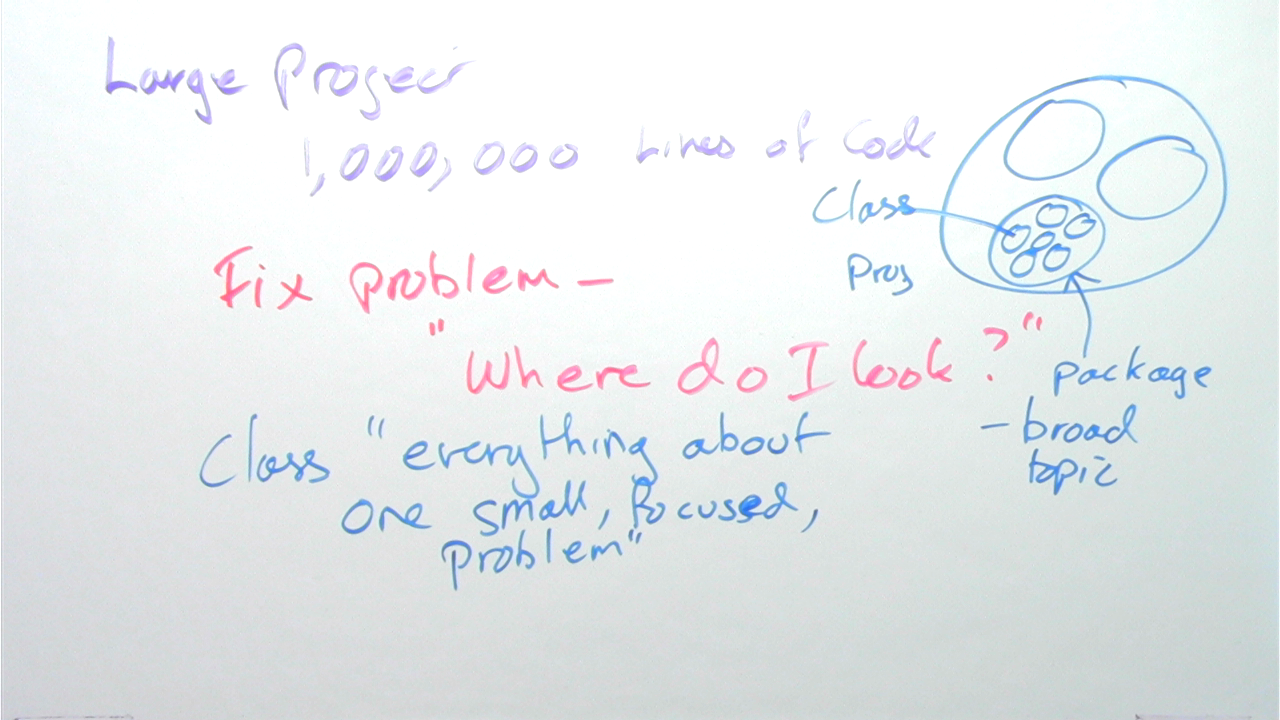 Large Project
1,000,000 Lines of Code
Class
Proj
Fix problem -
"Where do I look?"
package
- broad
topic
Class "everything about
one small, focused,
problem"